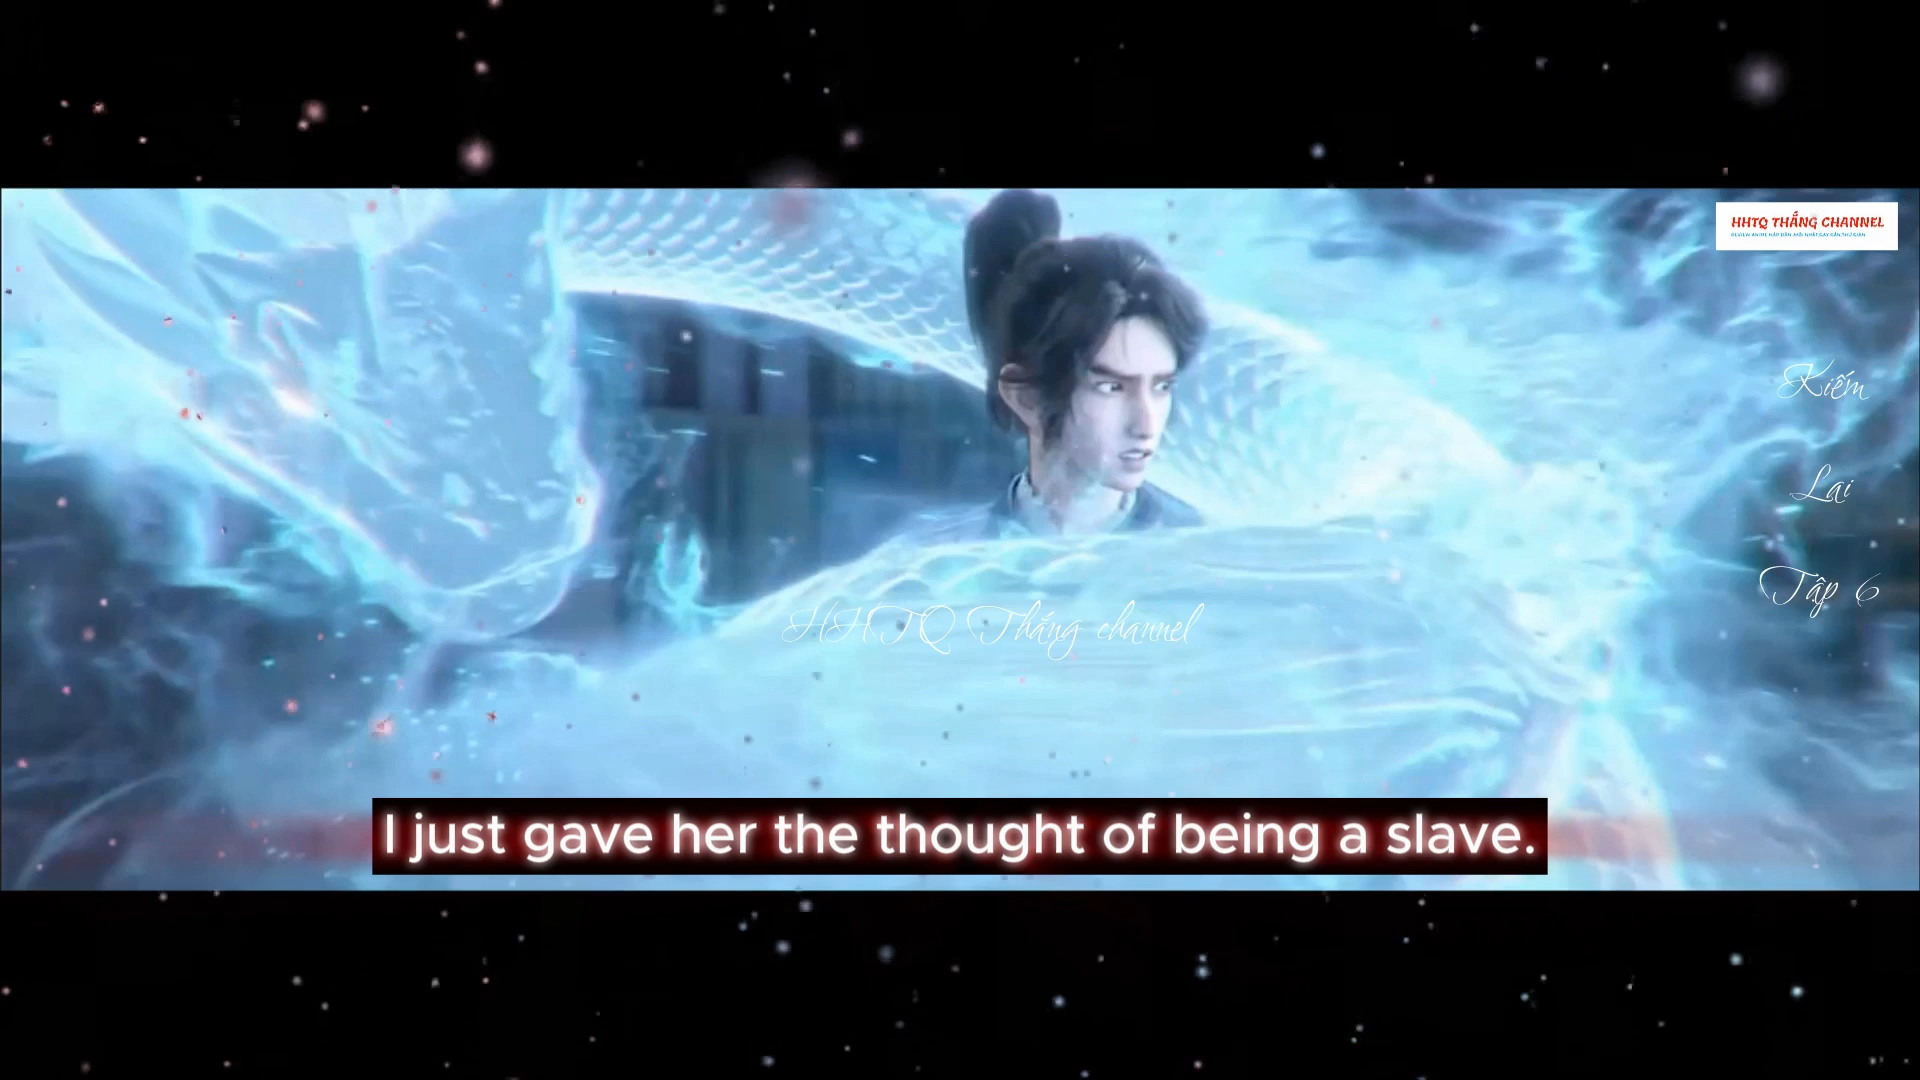 HHTQ THẮNG CHANNEL
Kiếm
Lai
Tập 6
HHTQ Thắng channel
I just gave her the thought of being a slave.